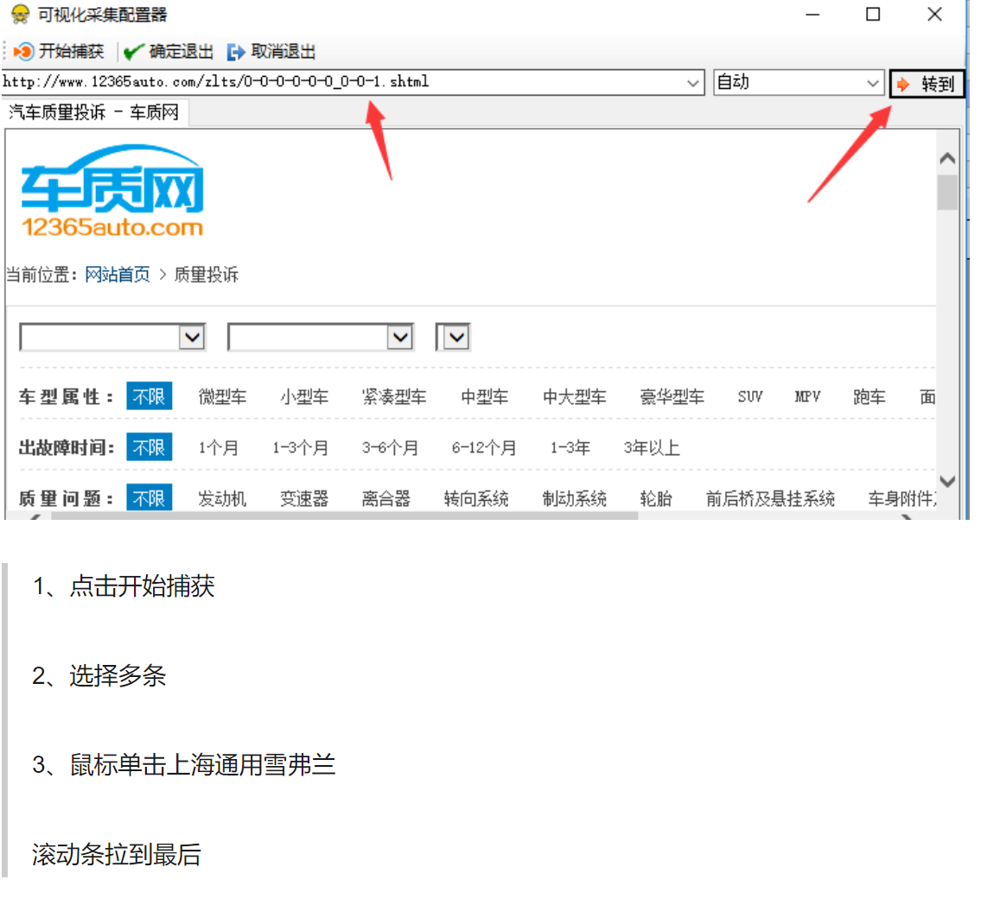 可视化采集配置器
开始捕获 确定退出 取消退出
http://www.12365auto.com/zlts/0-0-0-0-0-0_0-0-1.shtml 自动 转到
汽车质量投诉 - 车质网
车质网
12365auto.com
当前位置：网站首页 > 质量投诉
车型属性： 不限 微型车 小型车 紧凑型车 中型车 中大型车 豪华型车 SUV MPV 跑车 面
出故障时间： 不限 1个月 1-3个月 3-6个月 6-12个月 1-3年 3年以上
质量问题： 不限 发动机 变速器 离合器 转向系统 制动系统 轮胎 前后桥及悬挂系统 车身附件
1、点击开始捕获
2、选择多条
3、鼠标单击上海通用雪弗兰
滚动条拉到最后